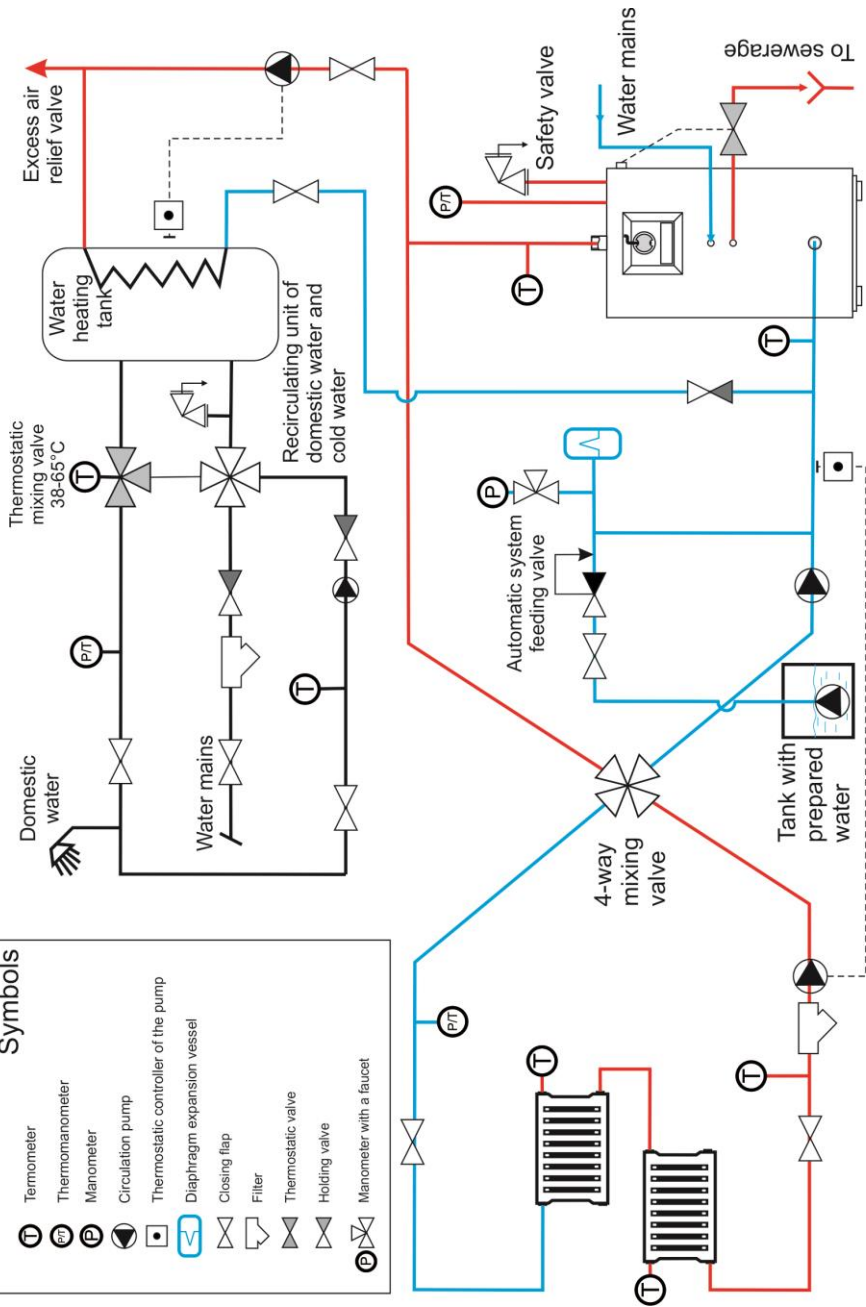 Symbols
T Termometer
P/T Thermomanometer
P Manometer
Circulation pump
Thermostatic controller of the pump
Diaphragm expansion vessel
Closing flap
Filter
Thermostatic valve
Holding valve
P Manometer with a faucet
Domestic
water
P/T
Thermostatic
mixing valve
38-65°C
T
Water
heating
tank
Excess air
relief valve
Water mains
T
Recirculating unit of
domestic water and
cold water
P/T
Safety valve
Water mains
To sewerage
T
T
P
Automatic system
feeding valve
4-way
mixing
valve
Tank with
prepared
water
P/T
T
T
T